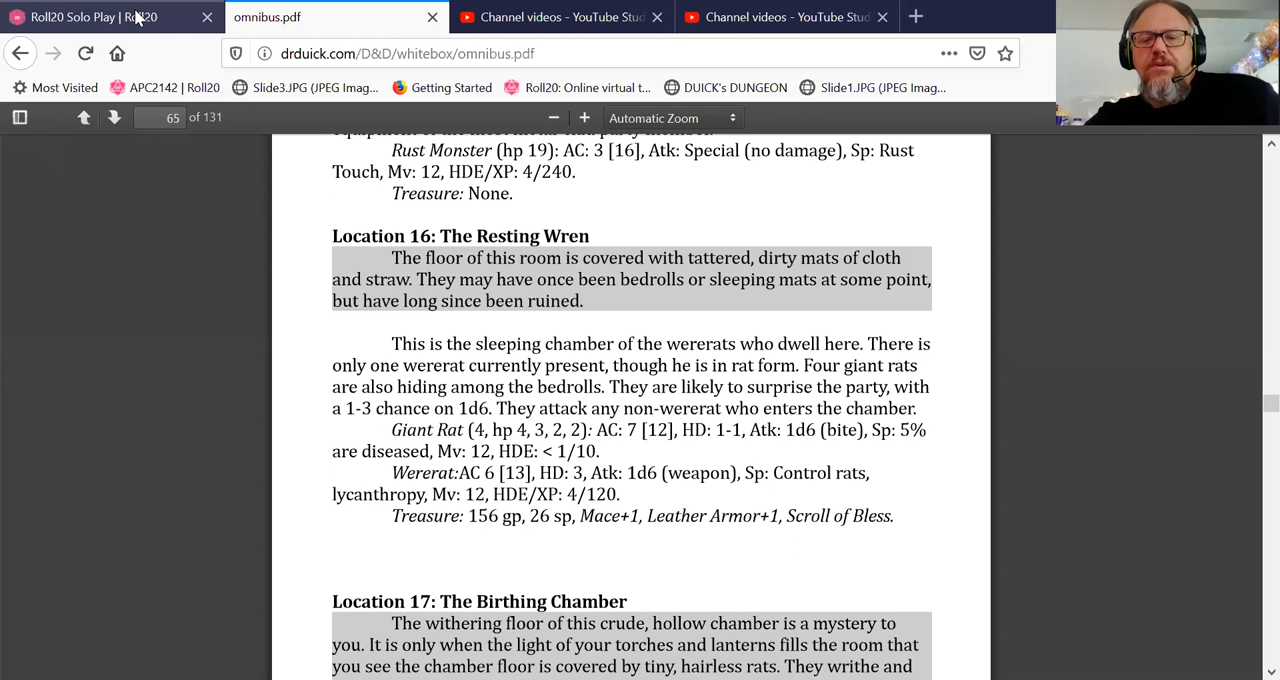 Roll20 Solo Play | Roll20
omnibus.pdf
Channel videos - YouTube Stud
Channel videos - YouTube Stud
drduick.com/D&D/whitebox/omnibus.pdf
Most Visited
APC2142 | Roll20
Slide3.JPG (JPEG Imag...
Getting Started
Roll20: Online virtual t...
DUICK'S DUNGEON
Slide1.JPG (JPEG Imag...
65 of 131
Automatic Zoom
Rust Monster (hp 19): AC: 3 [16], Atk: Special (no damage), Sp: Rust
Touch, Mv: 12, HDE/XP: 4/240.
Treasure: None.
Location 16: The Resting Wren
The floor of this room is covered with tattered, dirty mats of cloth
and straw. They may have once been bedrolls or sleeping mats at some point,
but have long since been ruined.
This is the sleeping chamber of the wererats who dwell here. There is
only one wererat currently present, though he is in rat form. Four giant rats
are also hiding among the bedrolls. They are likely to surprise the party, with
a 1-3 chance on 1d6. They attack any non-wererat who enters the chamber.
Giant Rat (4, hp 4, 3, 2, 2): AC: 7 [12], HD: 1-1, Atk: 1d6 (bite), Sp: 5%
are diseased, Mv: 12, HDE: < 1/10.
Wererat:AC 6 [13], HD: 3, Atk: 1d6 (weapon), Sp: Control rats,
lycanthropy, Mv: 12, HDE/XP: 4/120.
Treasure: 156 gp, 26 sp, Mace+1, Leather Armor+1, Scroll of Bless.
Location 17: The Birthing Chamber
The withering floor of this crude, hollow chamber is a mystery to
you. It is only when the light of your torches and lanterns fills the room that
you see the chamber floor is covered by tiny, hairless rats. They writhe and